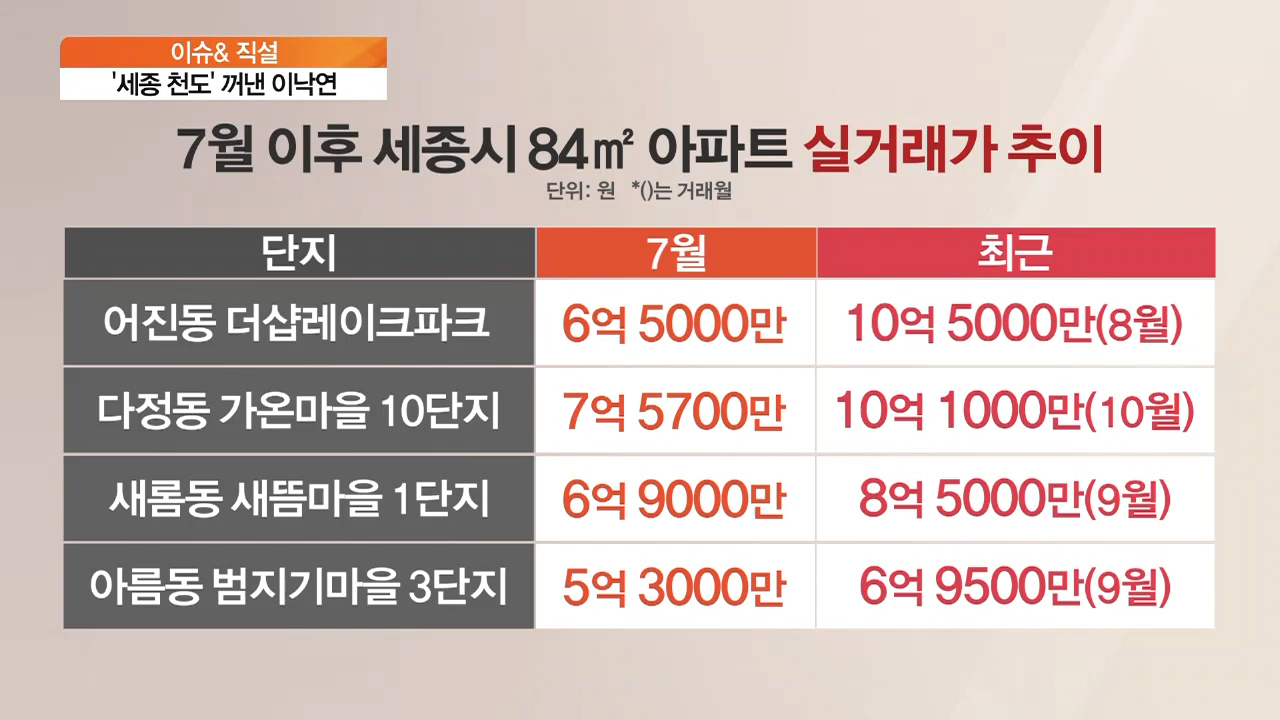 이슈& 직설
'세종 천도' 꺼낸 이낙연
7월 이후 세종시 84㎡ 아파트 실거래가 추이
단위: 원 *()는 거래월
단지 7월 최근
어진동 더샵레이크파크 6억 5000만 10억 5000만(8월)
다정동 가온마을 10단지 7억 5700만 10억 1000만(10월)
새롬동 새뜸마을 1단지 6억 9000만 8억 5000만(9월)
아름동 범지기마을 3단지 5억 3000만 6억 9500만(9월)